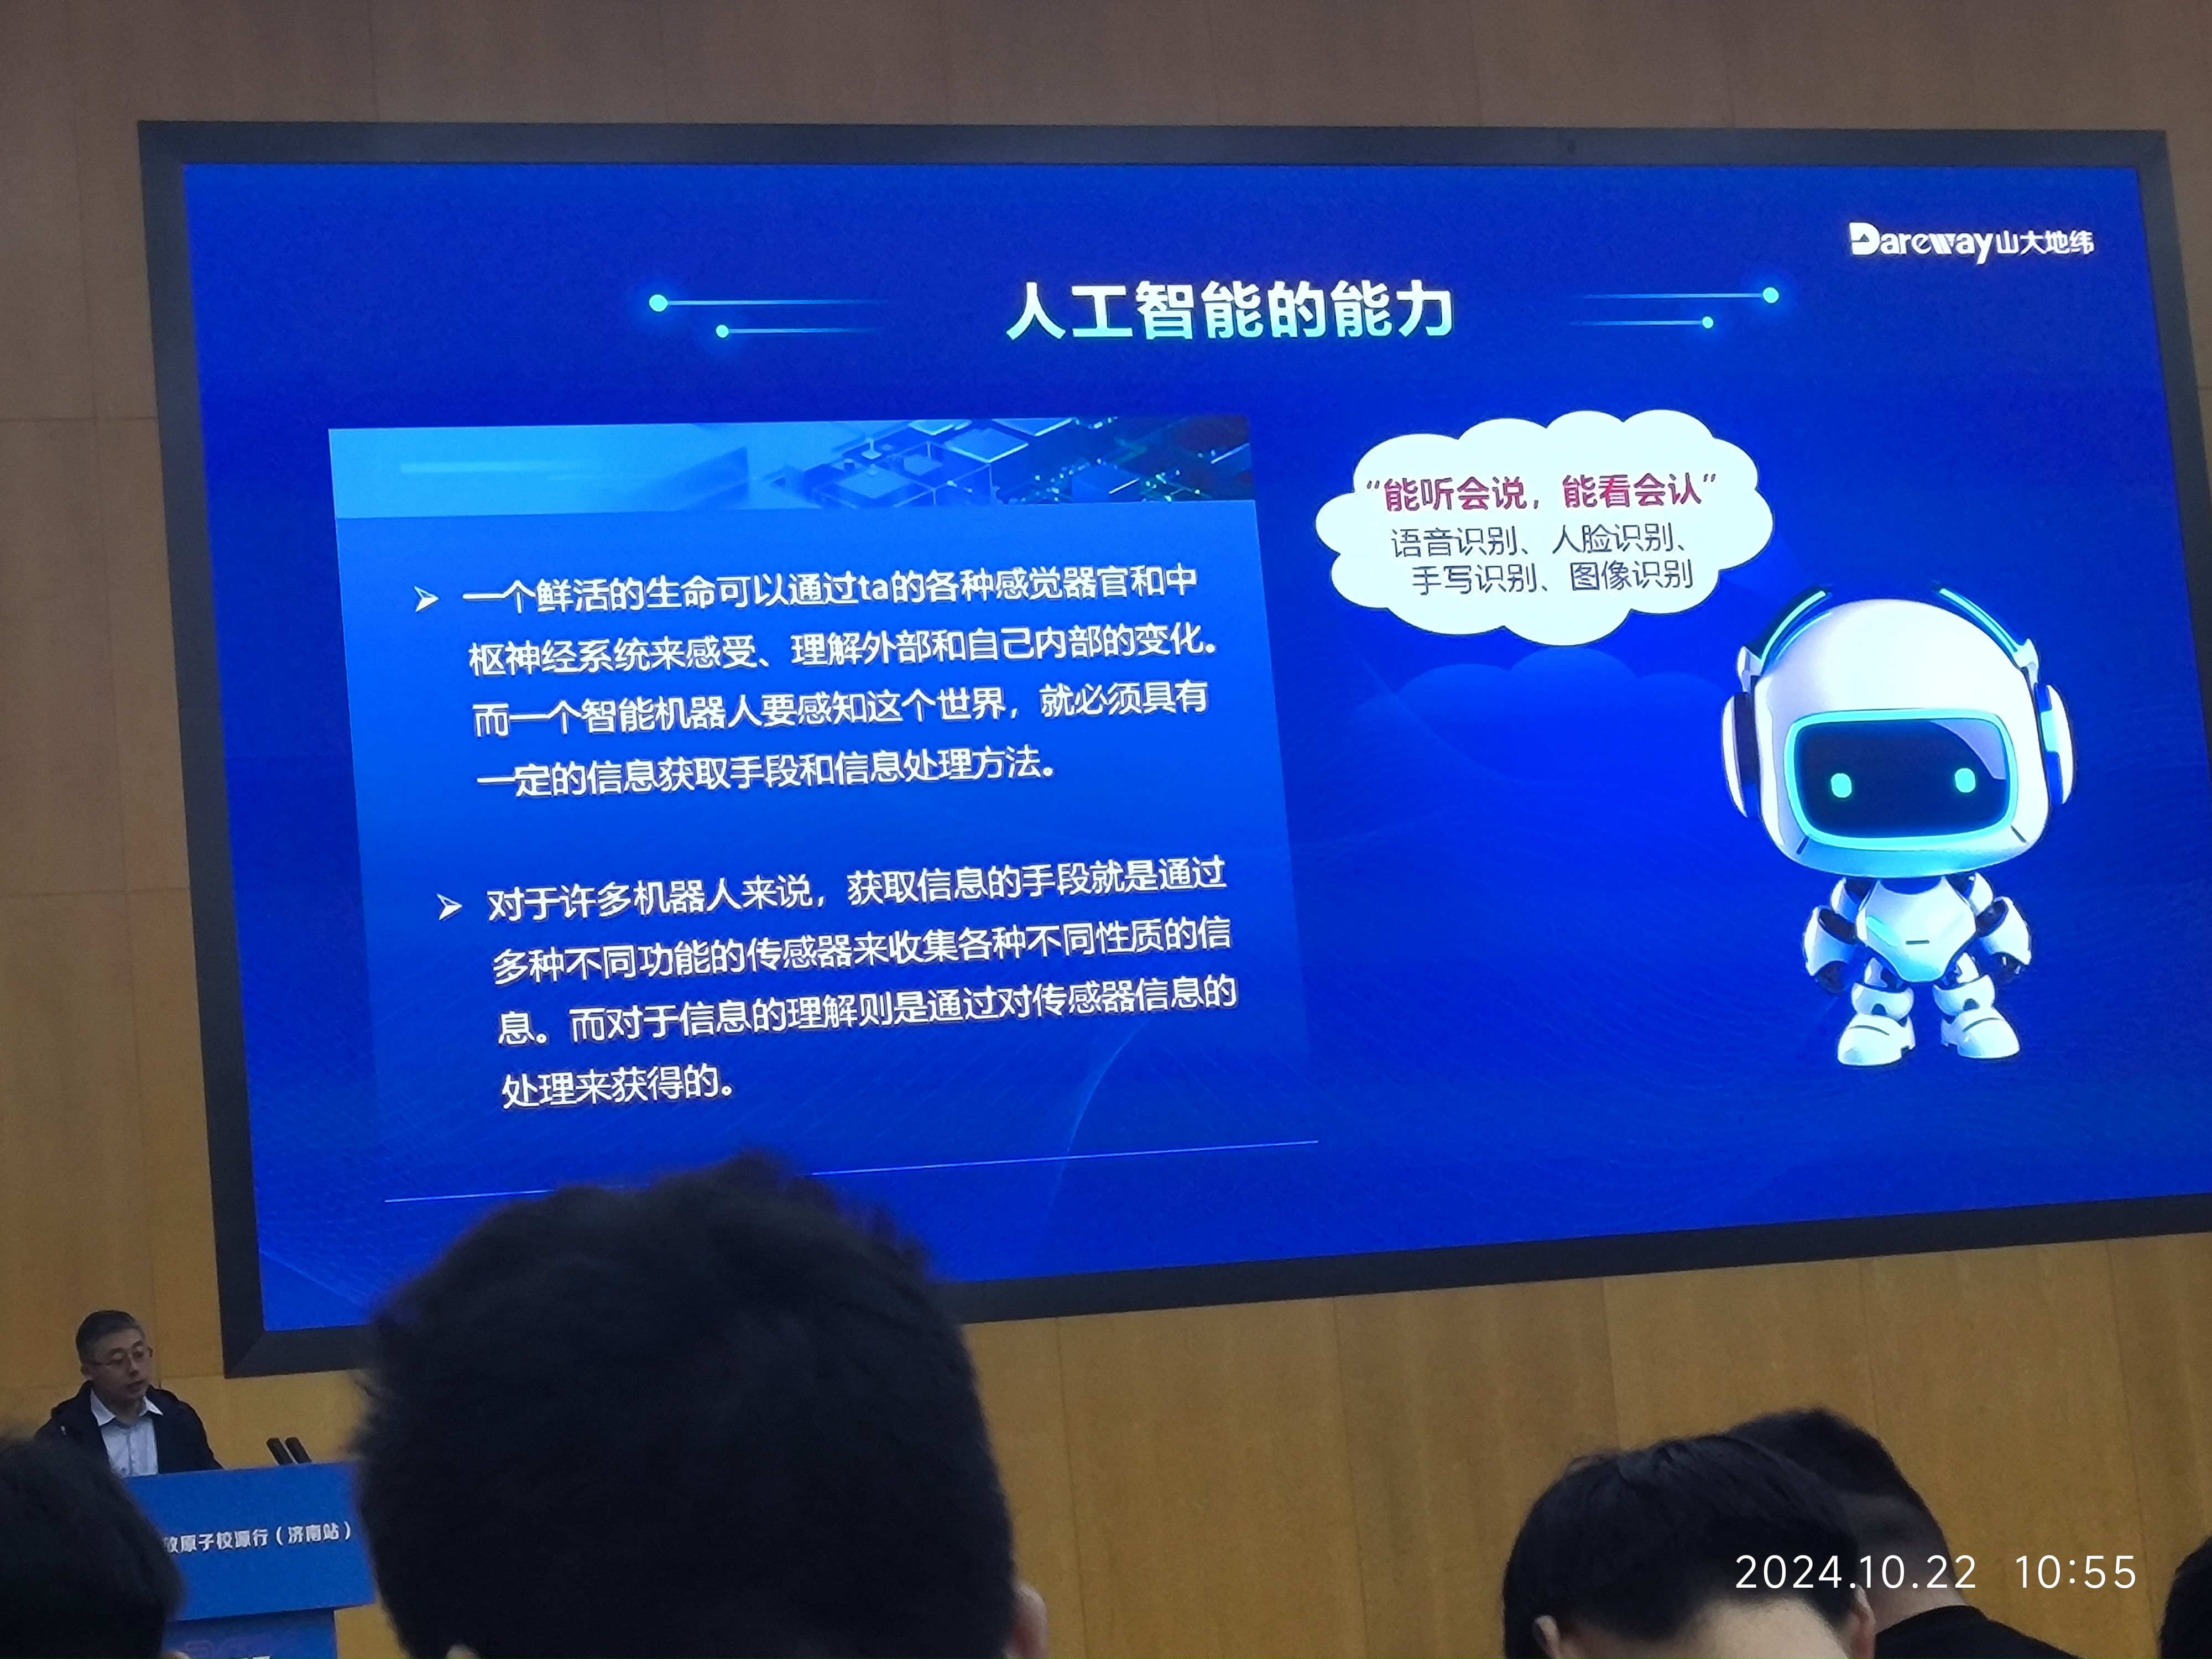 Dareway山大地纬
人工智能的能力
一个鲜活的生命可以通过ta的各种感觉器官和中
枢神经系统来感受、理解外部和自己内部的变化。
而一个智能机器人要感知这个世界，就必须具有
一定的信息获取手段和信息处理方法。
对于许多机器人来说，获取信息的手段就是通过
多种不同功能的传感器来收集各种不同性质的信
息。而对于信息的理解则是通过对传感器信息的
处理来获得的。
“能听会说，能看会认”
语音识别、人脸识别、
手写识别、图像识别
放原子校源行（济南站）
2024.10.22 10:55